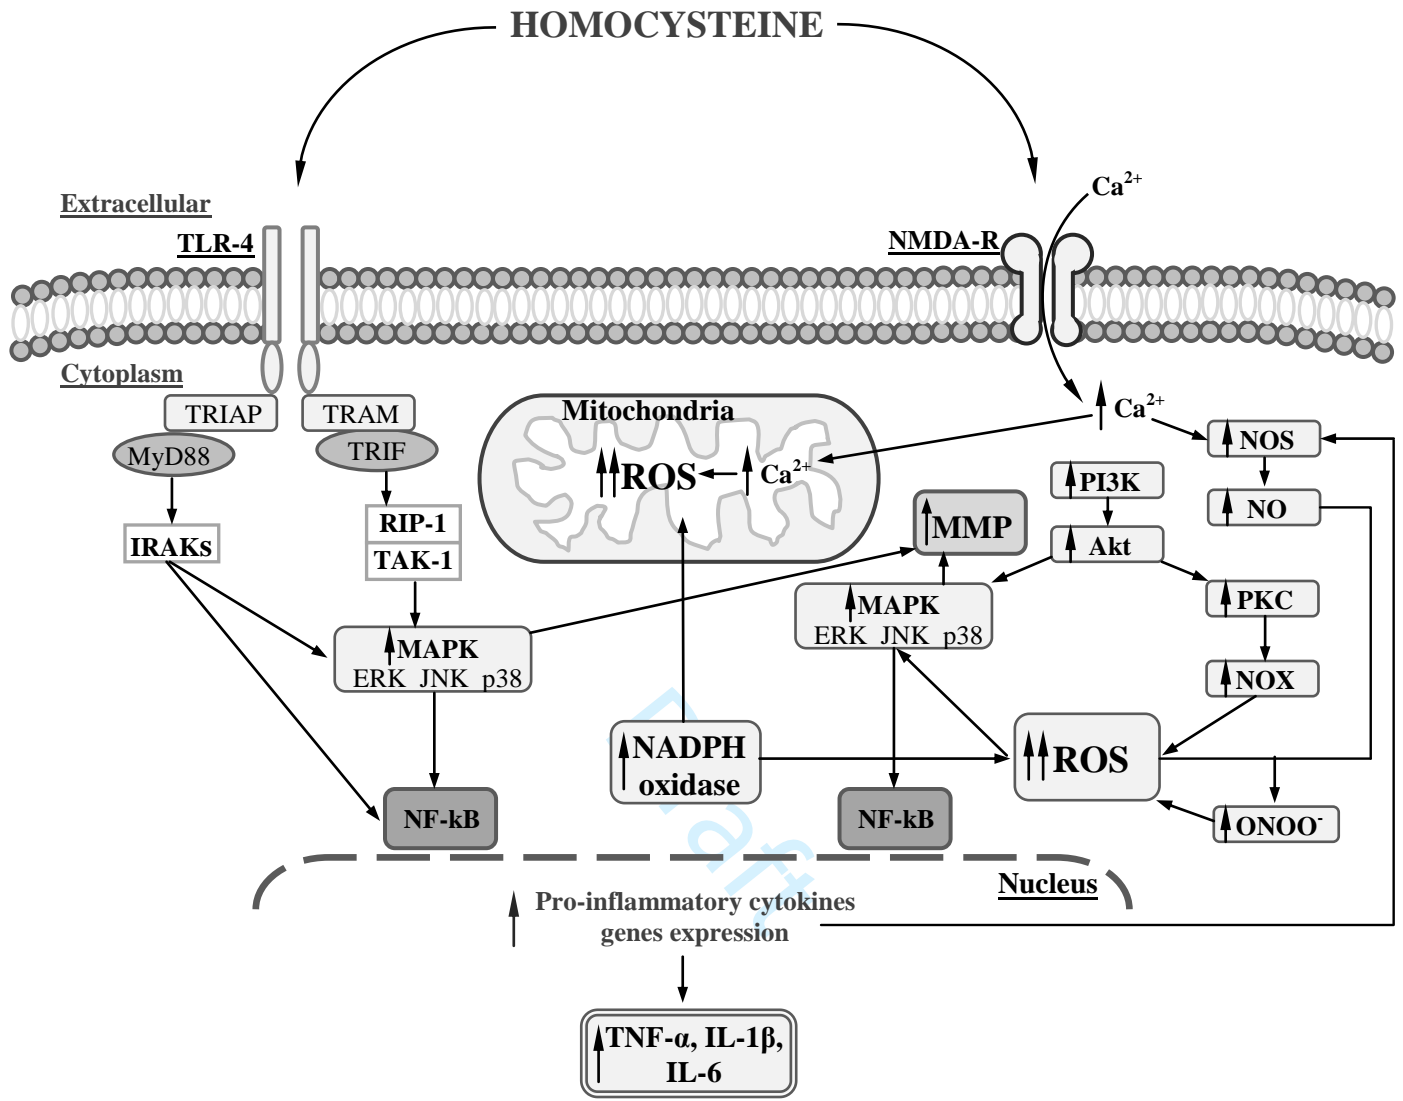 HOMOCYSTEINE
Ca2+
Extracellular
TLR-4
NMDA-R
Cytoplasm
TRIAP
TRAM
MyD88
TRIF
Mitochondria
ROS
Ca2+
Ca2+
NOS
PI3K
NO
RIP-1
IRAKs
TAK-1
MMP
Akt
PKC
MAPK
ERK JNK p38
MAPK
ERK JNK p38
NOX
NADPH
oxidase
ROS
NF-kB
NF-kB
ONOO-
Draft
Nucleus
Pro-inflammatory cytokines
genes expression
TNF-α, IL-1β,
IL-6